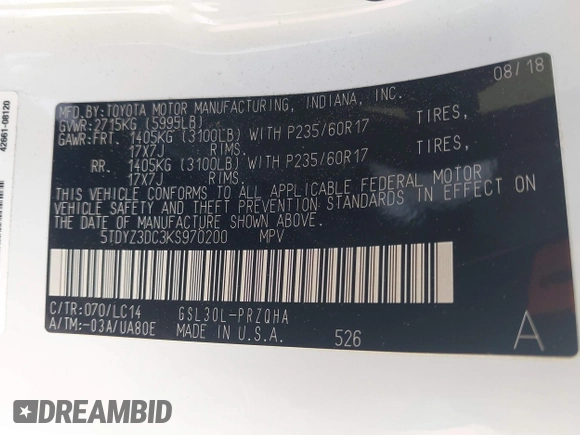 08/18
MFD.BY:TOYOTA MOTOR MANUFACTURING, INDIANA, INC.
GVWR:2715KG (5995LB)
GAWR:FRT. 1405KG (3100LB) WITH P235/60R17 TIRES,
17X7J RIMS.
RR. 1405KG (3100LB) WITH P235/60R17 TIRES,
17X7J RIMS.
THIS VEHICLE CONFORMS TO ALL APPLICABLE FEDERAL MOTOR
VEHICLE SAFETY AND THEFT PREVENTION STANDARDS IN EFFECT ON
THE DATE OF MANUFACTURE SHOWN ABOVE.
5TDYZ3DC3KS970200 MPV
C/TR:070/LC14 GSL30L-PRZQHA
A/TM:-03A/UA80E MADE IN U.S.A. 526 A
42661-08120
DREAMBID